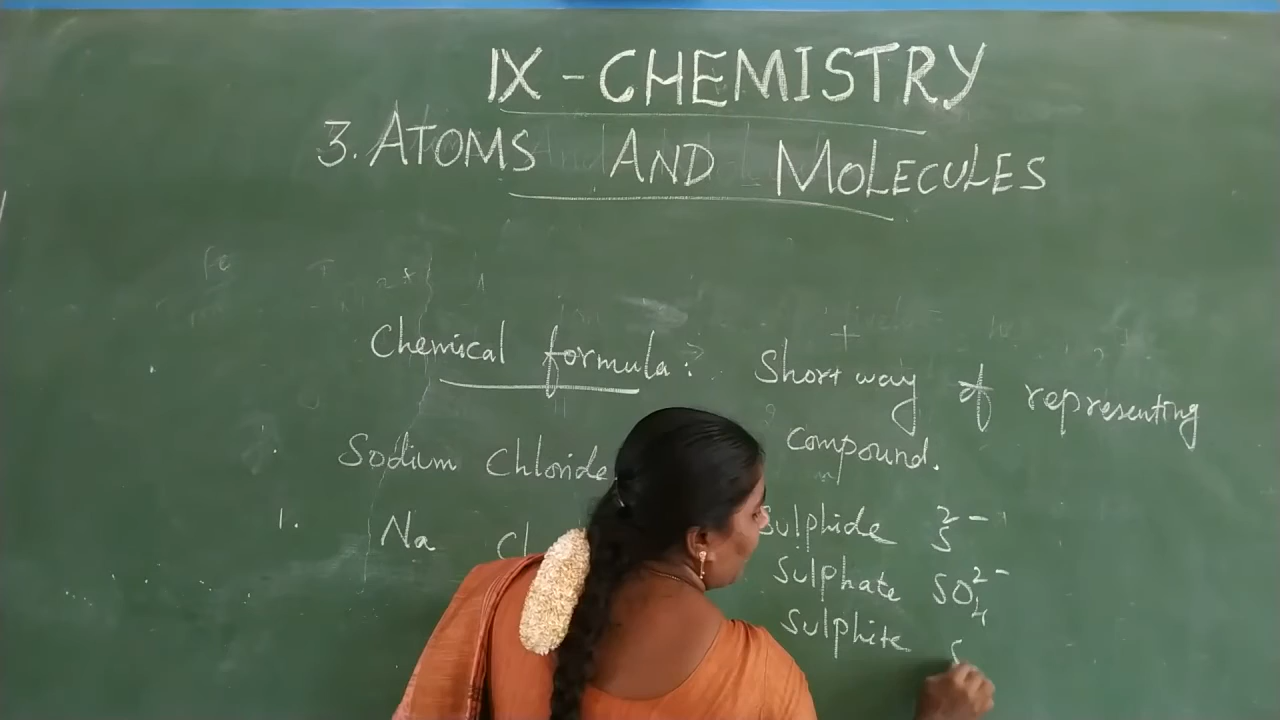 IX - CHEMISTRY
3. ATOMS AND MOLECULES
Chemical formula: Short way of representing
compound.
Sodium Chloride
1. Na Cl
Sulphide S²⁻
Sulphate SO₄²⁻
Sulphite S